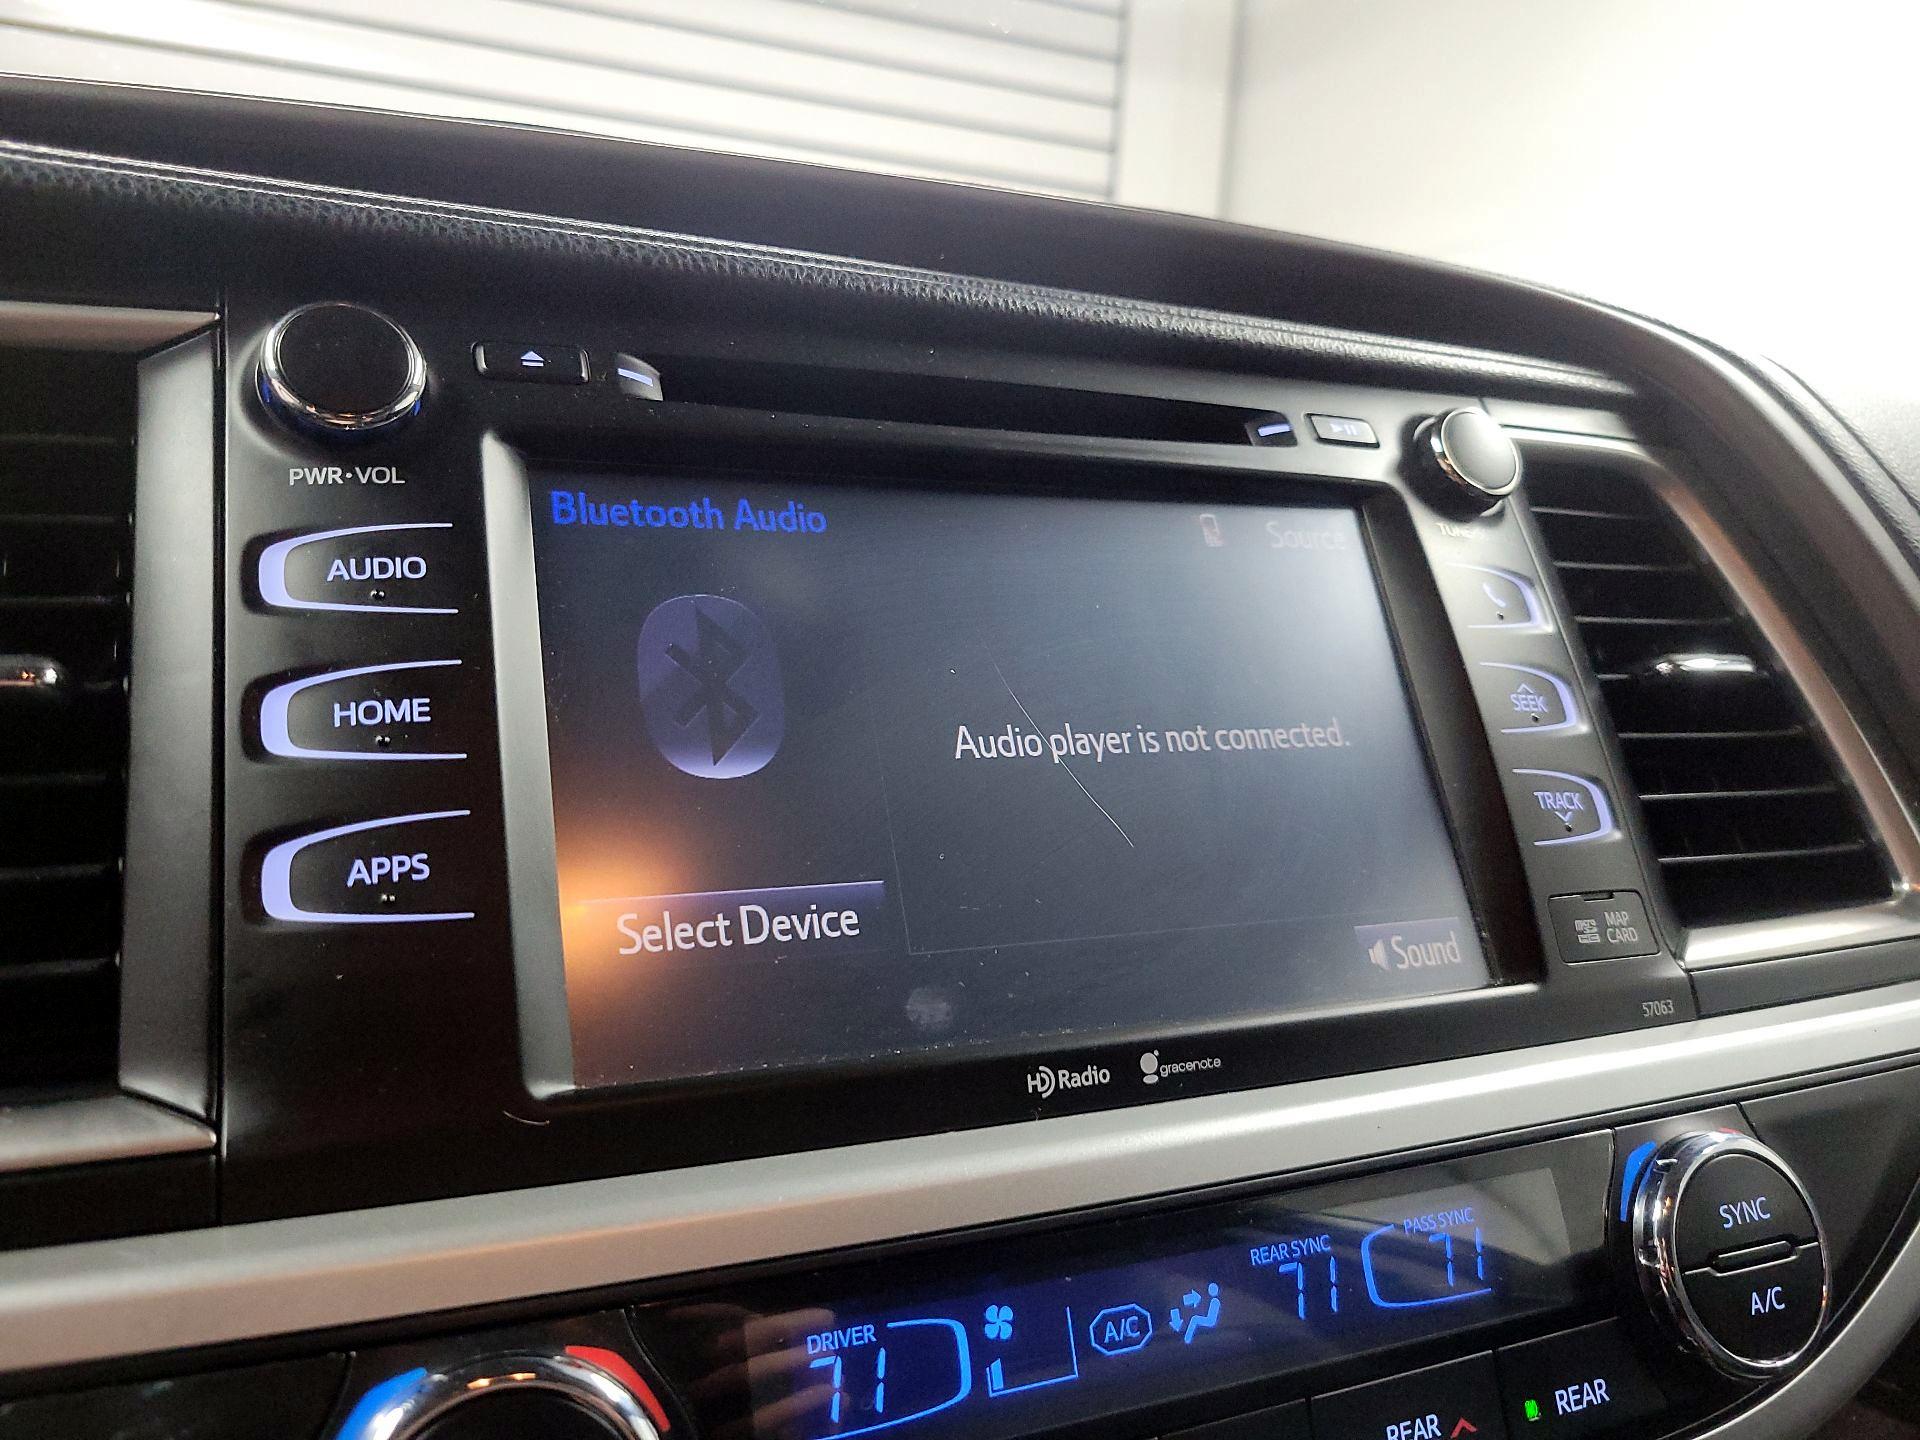 PWR•VOL
AUDIO
HOME
APPS
Bluetooth Audio
Source
Audio player is not connected.
Select Device
Sound
SEEK
TRACK
MAP
CARD
57063
HD Radio
gracenote
DRIVER
71
A/C
REAR SYNC
71
PASS SYNC
71
SYNC
A/C
REAR
REAR